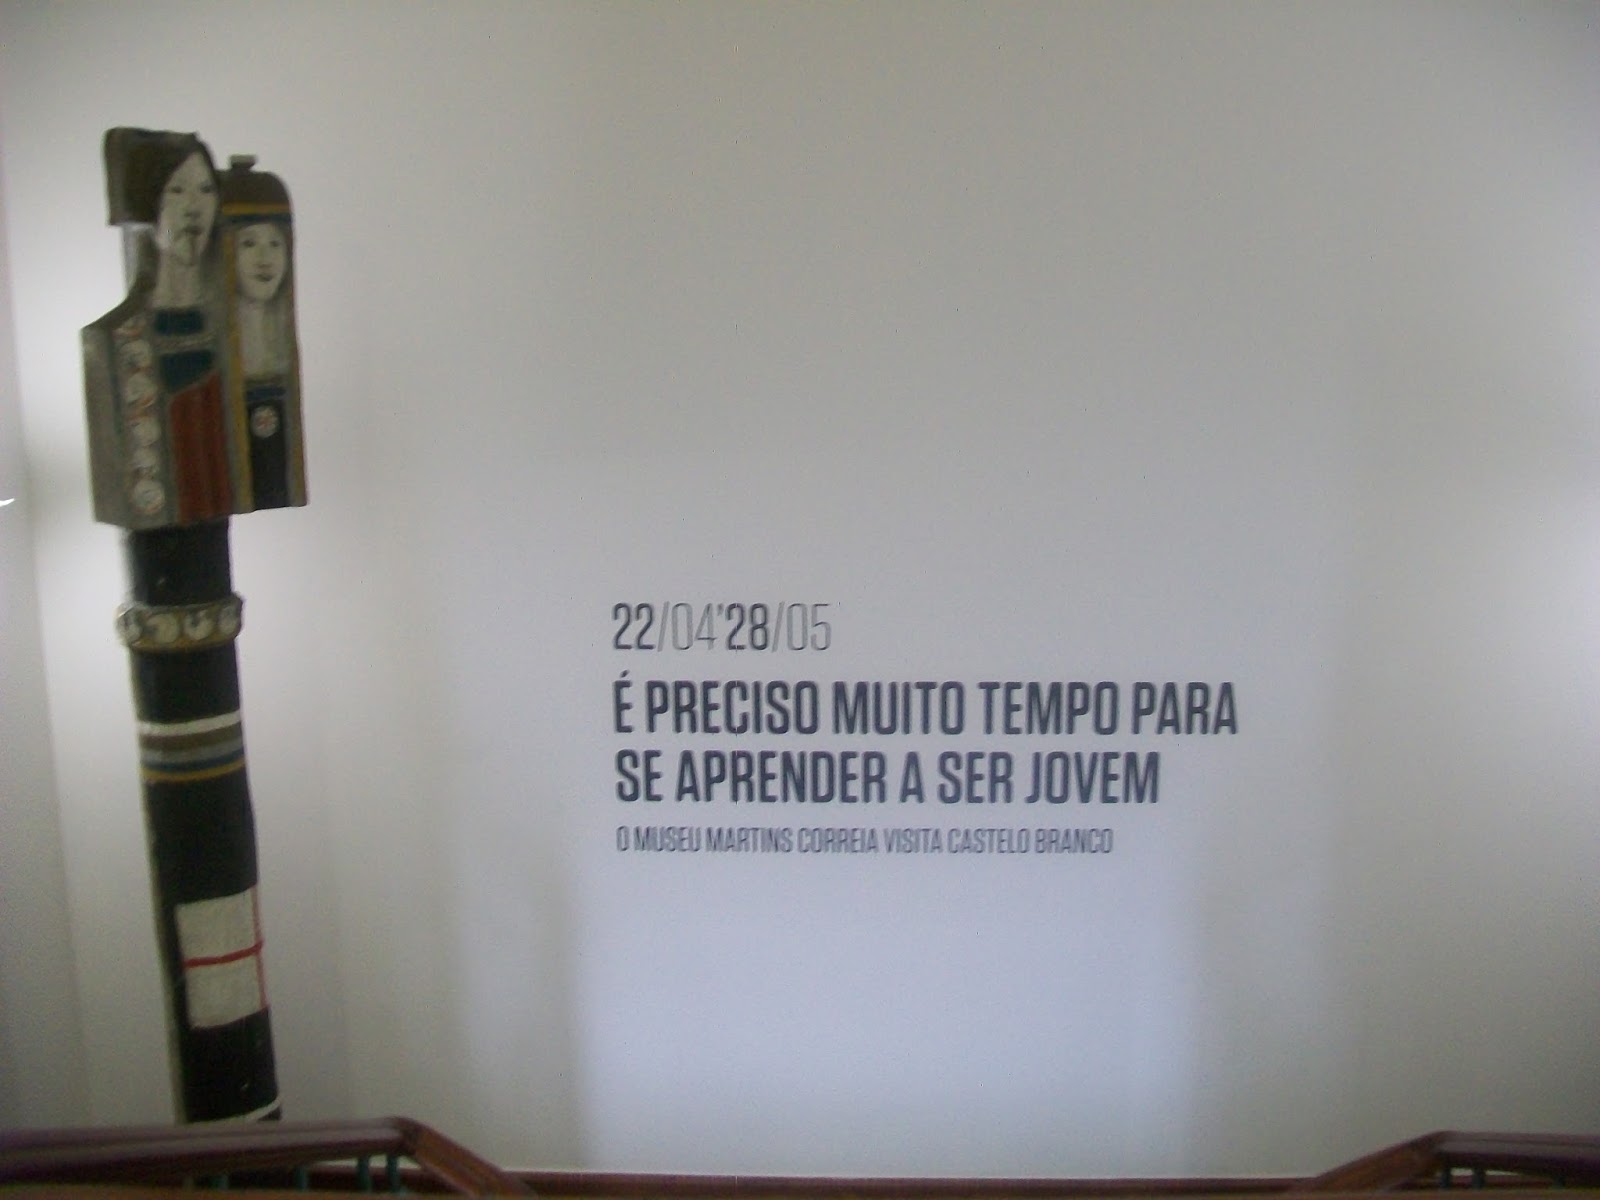 22/04'28/05
É PRECISO MUITO TEMPO PARA
SE APRENDER A SER JOVEM
O MUSEU MARTINS CORREIA VISITA CASTELO BRANCO